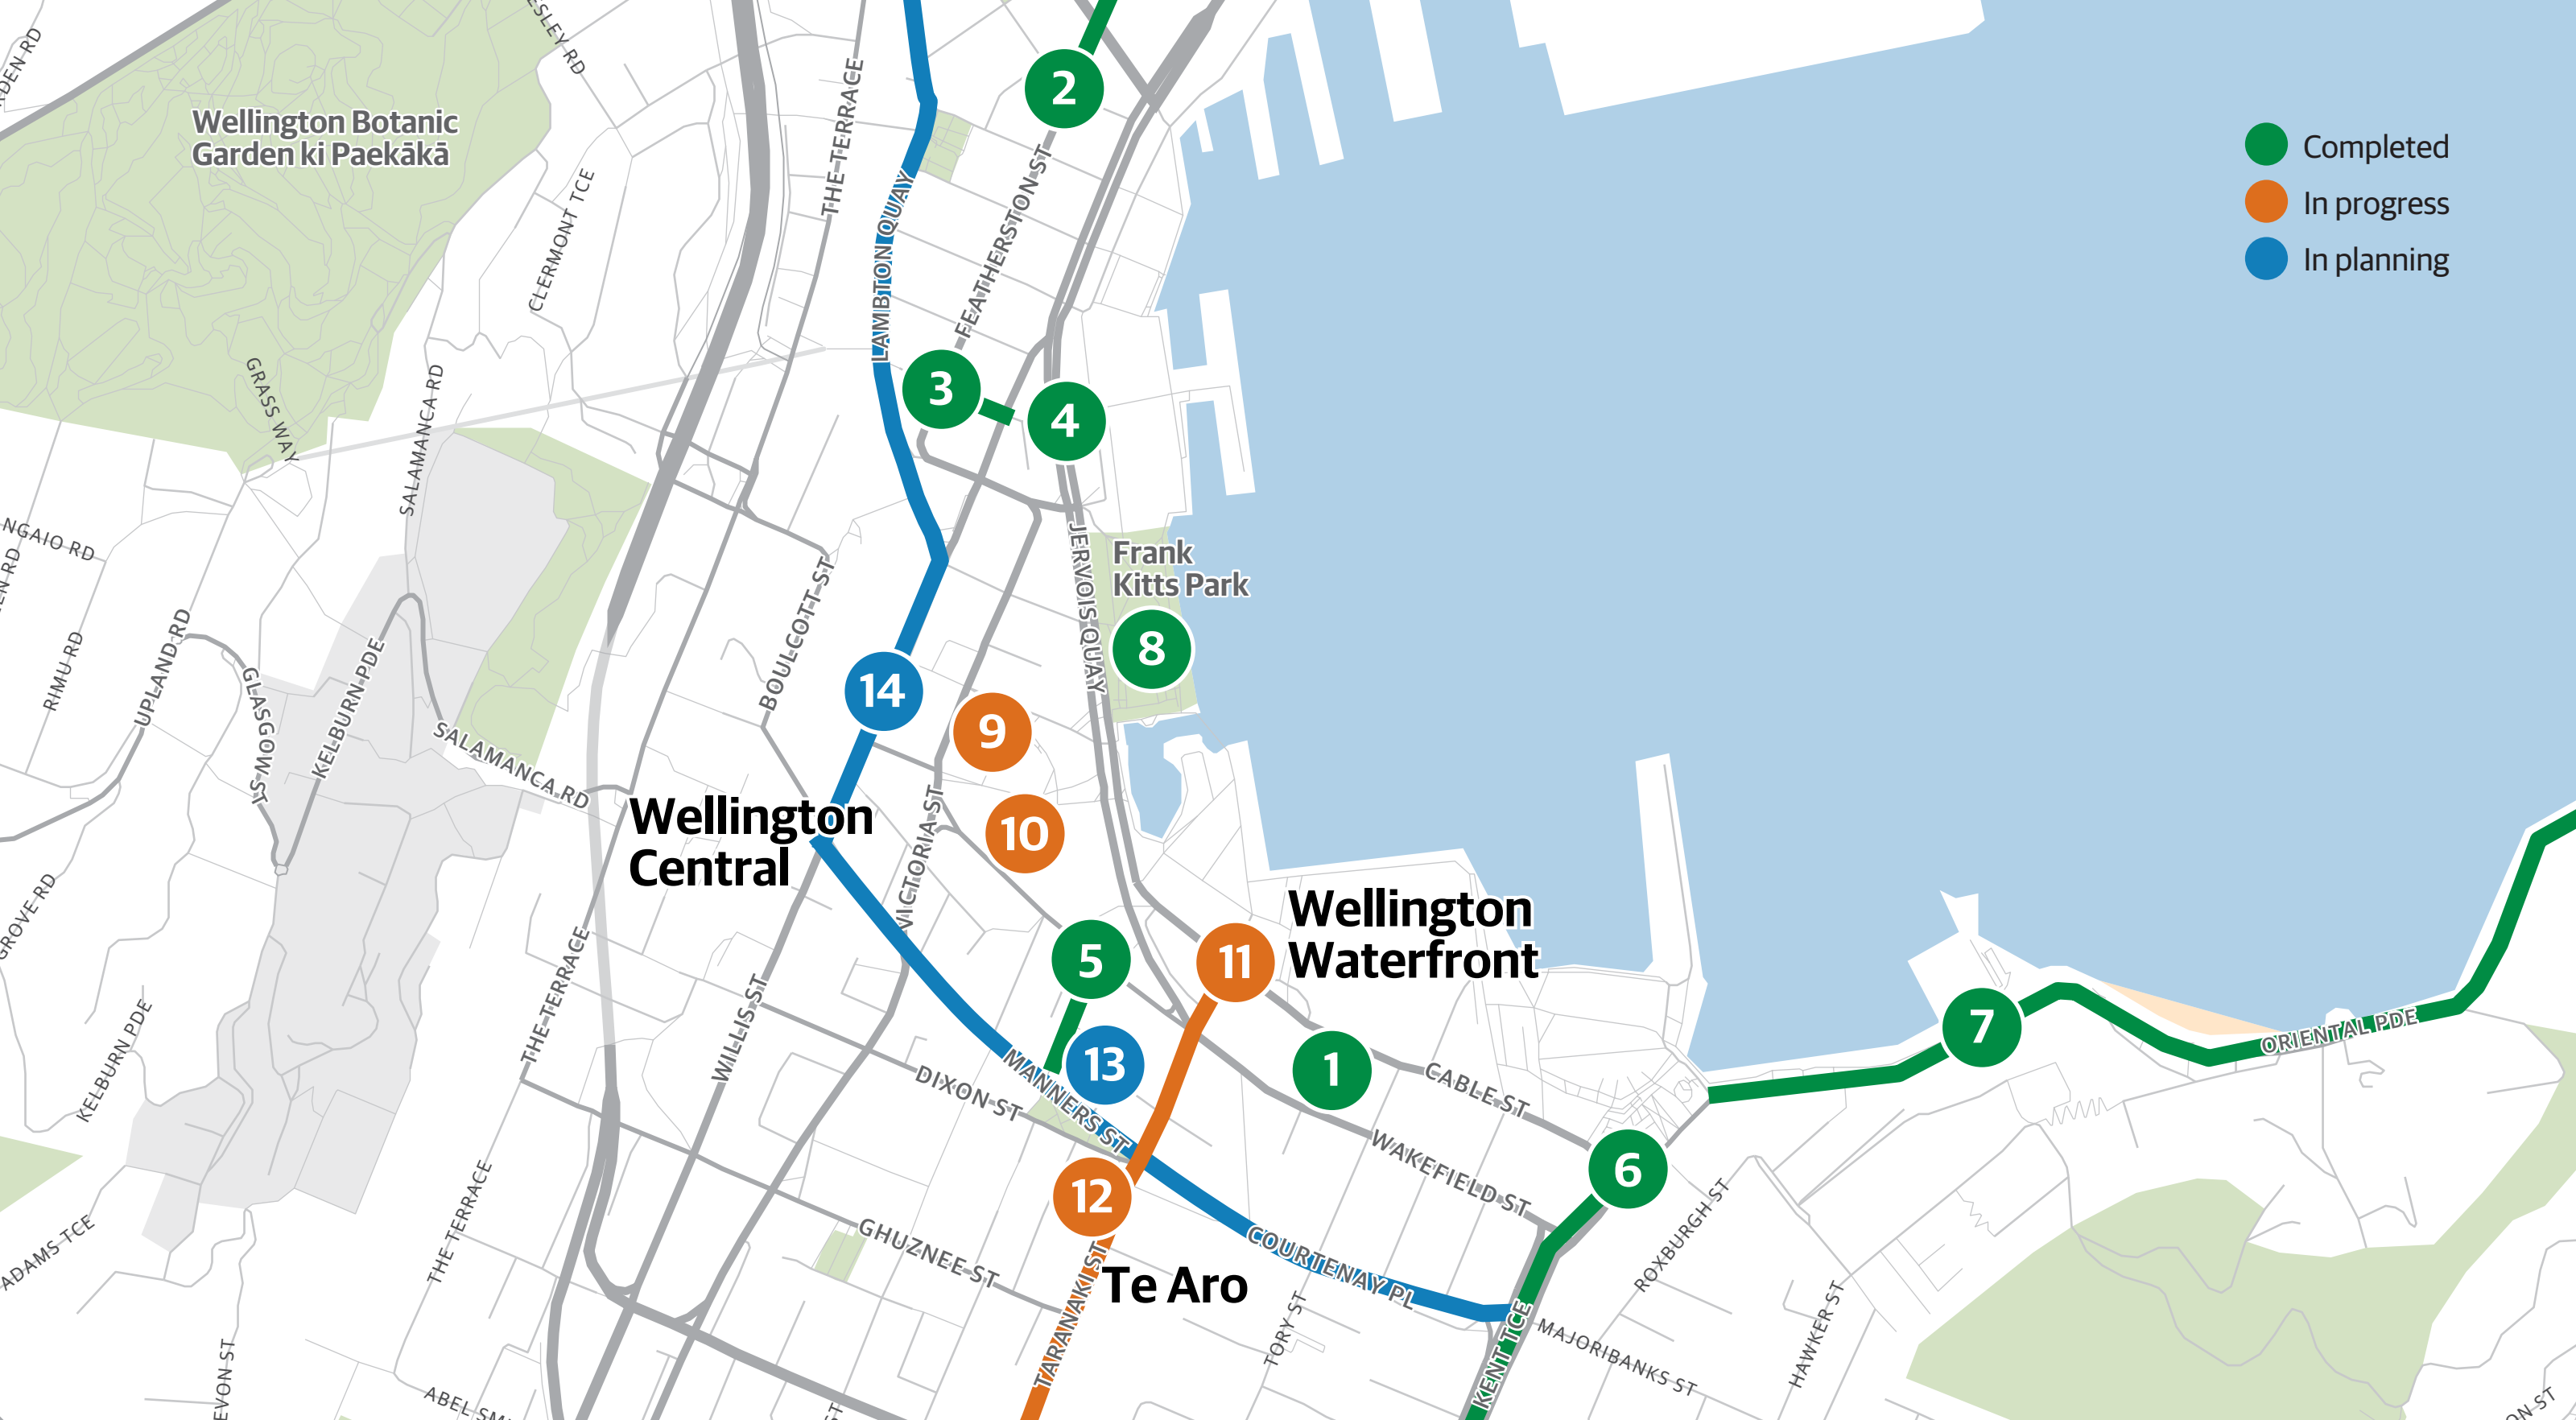 Wellington Botanic
Garden ki Paekākā
THE TERRACE
LAMBTON QUAY
FEATHERSTON ST
CLERMONT TCE
GRASS WAY
SALAMANCA RD
2
3
4
Completed
In progress
In planning
NGAIO RD
RIMU RD
UPLAND RD
GLASGOW ST
KELBURN PDE
SALAMANCA RD
BOULCOTT ST
JERVOIS QUAY
Frank
Kitts Park
8
14
9
10
Wellington
Central
VICTORIA ST
Wellington
Waterfront
5
11
13
1
7
6
12
GROVE RD
KELBURN PDE
THE TERRACE
WILLIS ST
DIXON ST
MANNERS ST
CABLE ST
WAKEFIELD ST
ORIENTAL PDE
ROXBURGH ST
ADAMS TCE
THE TERRACE
GHUZNEE ST
TARANAKI ST
Te Aro
COURTENAY PL
TORY ST
KENT TCE
MAJORIBANKS ST
HAWKER ST
EVON ST
ABEL SM